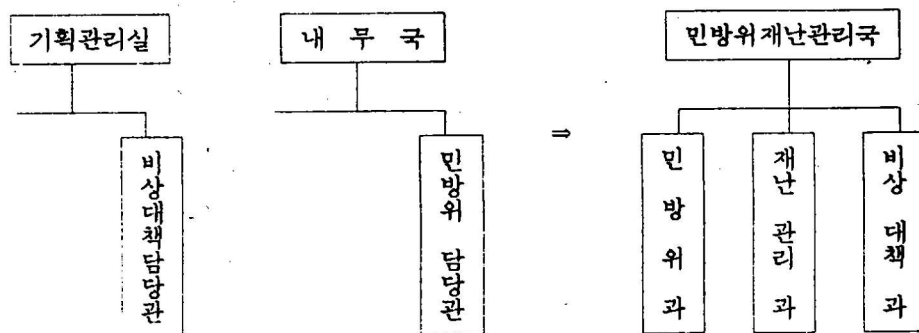 기획관리실
내 무 국
민방위재난관리국
비상대책담당관
민방위 담당관
⇒
민 방 위 과
재난 관리 과
비상 대책 과